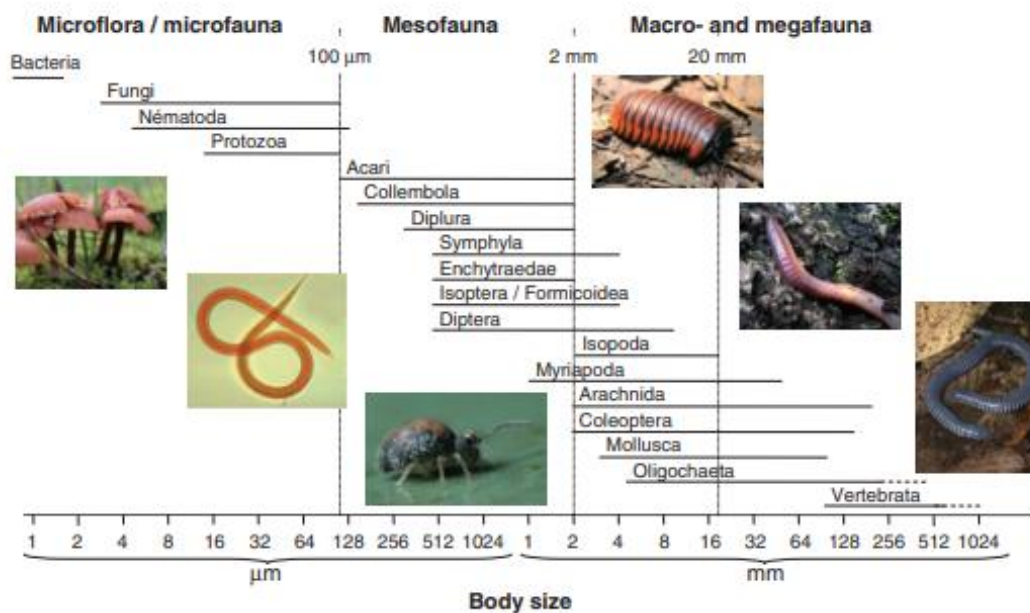 Microflora / microfauna Mesofauna Macro- and megafauna
100 µm 2 mm 20 mm
Bacteria
Fungi
Nématoda
Protozoa
Acari
Collembola
Diplura
Symphyla
Enchytraedae
Isoptera / Formicoidea
Diptera
Isopoda
Myriapoda
Arachnida
Coleoptera
Mollusca
Oligochaeta
Vertebrata
1 2 4 8 16 32 64 128 256 512 1024 1 2 4 8 16 32 64 128 256 512 1024
µm mm
Body size